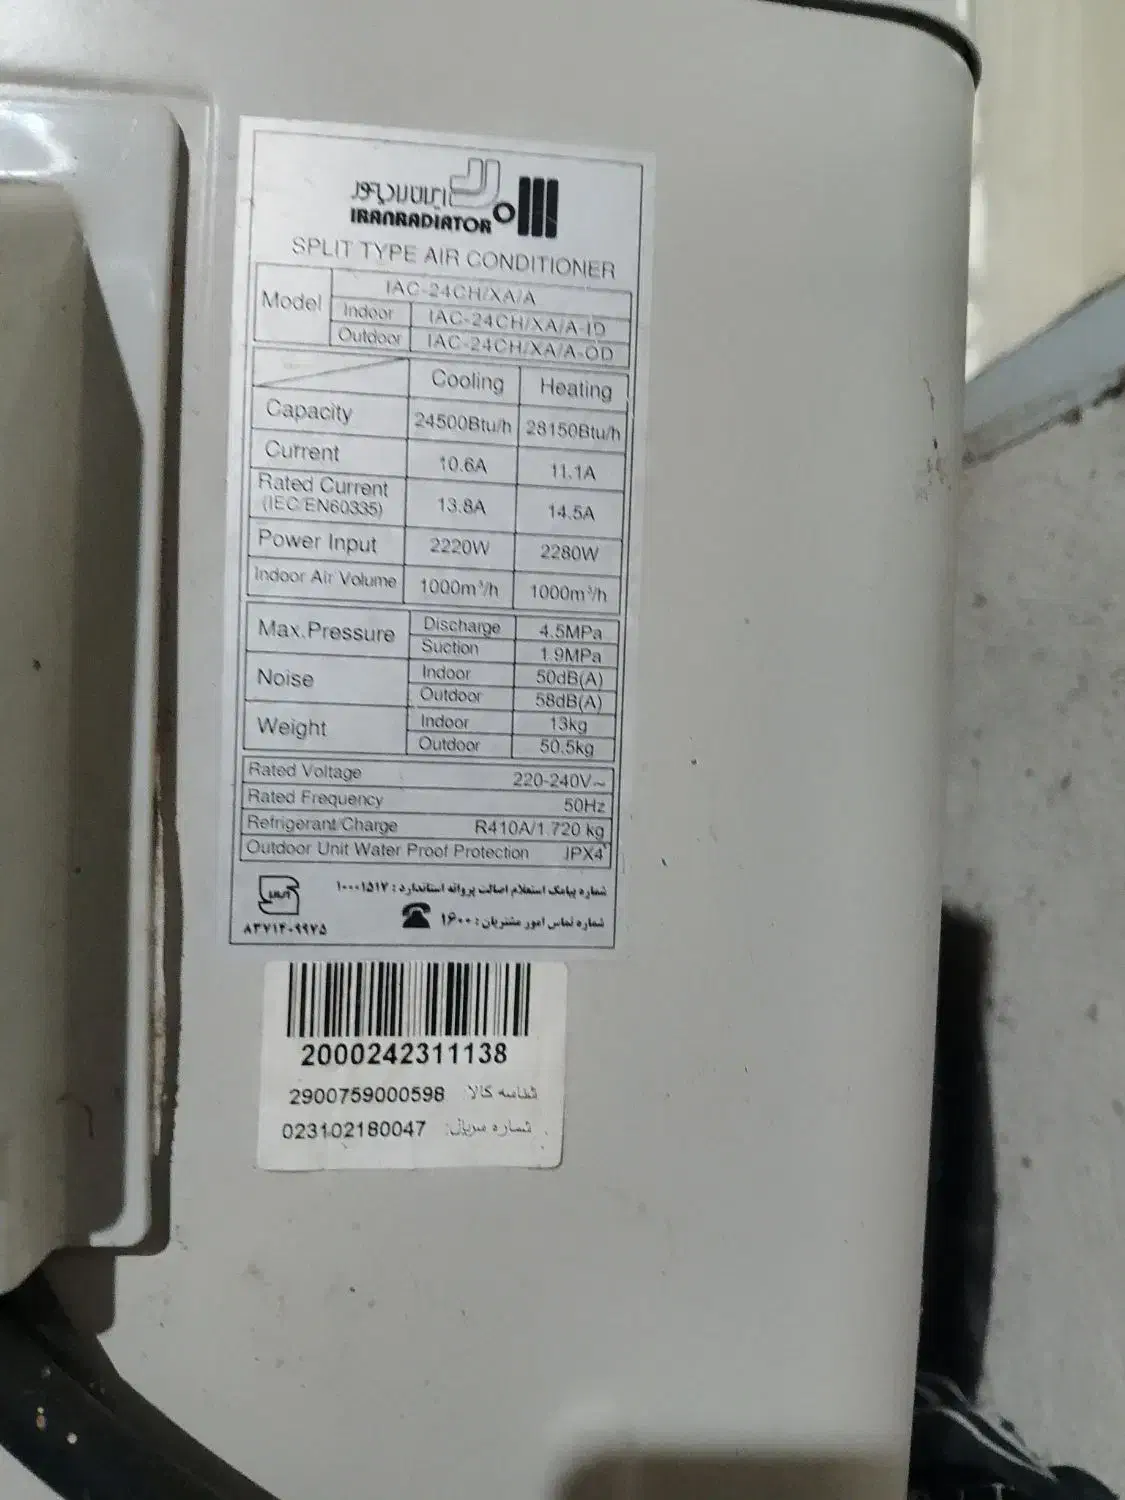 ایران رادیاتور
IRANRADIATOR
SPLIT TYPE AIR CONDITIONER
Model IAC-24CH/XA/A
Indoor IAC-24CH/XA/A-ID
Outdoor IAC-24CH/XA/A-OD
Cooling Heating
Capacity 24500Btu/h 28150Btu/h
Current 10.6A 11.1A
Rated Current (IEC/EN60335) 13.8A 14.5A
Power Input 2220W 2280W
Indoor Air Volume 1000m³/h 1000m³/h
Max.Pressure Discharge 4.5MPa
Suction 1.9MPa
Noise Indoor 50dB(A)
Outdoor 58dB(A)
Weight Indoor 13kg
Outdoor 50.5kg
Rated Voltage 220-240V~
Rated Frequency 50Hz
Refrigerant/Charge R410A/1.720 kg
Outdoor Unit Water Proof Protection IPX4
شماره پیامک استعلام اصالت پروانه استاندارد: ۱۰۰۰۱۵۱۷
شماره تماس امور مشتریان: ۱۶۰۰
۸۳۷۱۴۰۹۹۷۵
2000242311138
شناسه کالا 2900759000598
شماره سریال: 023102180047